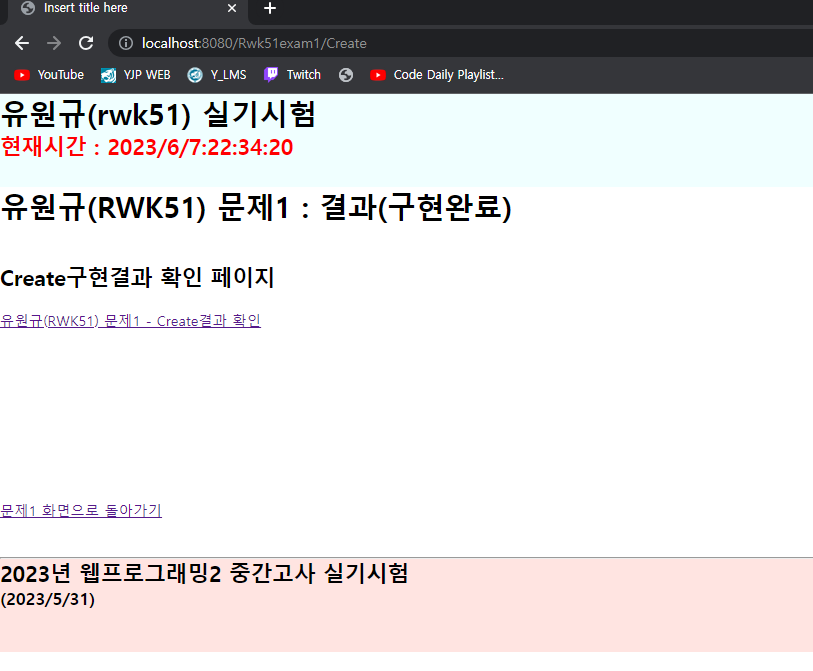 Insert title here
localhost:8080/Rwk51exam1/Create
YouTube YJP WEB Y_LMS Twitch Code Daily Playlist...
유원규(rwk51) 실기시험
현재시간 : 2023/6/7:22:34:20
유원규(RWK51) 문제1 : 결과(구현완료)
Create구현결과 확인 페이지
유원규(RWK51) 문제1 - Create결과 확인
문제1 화면으로 돌아가기
2023년 웹프로그래밍2 중간고사 실기시험
(2023/5/31)